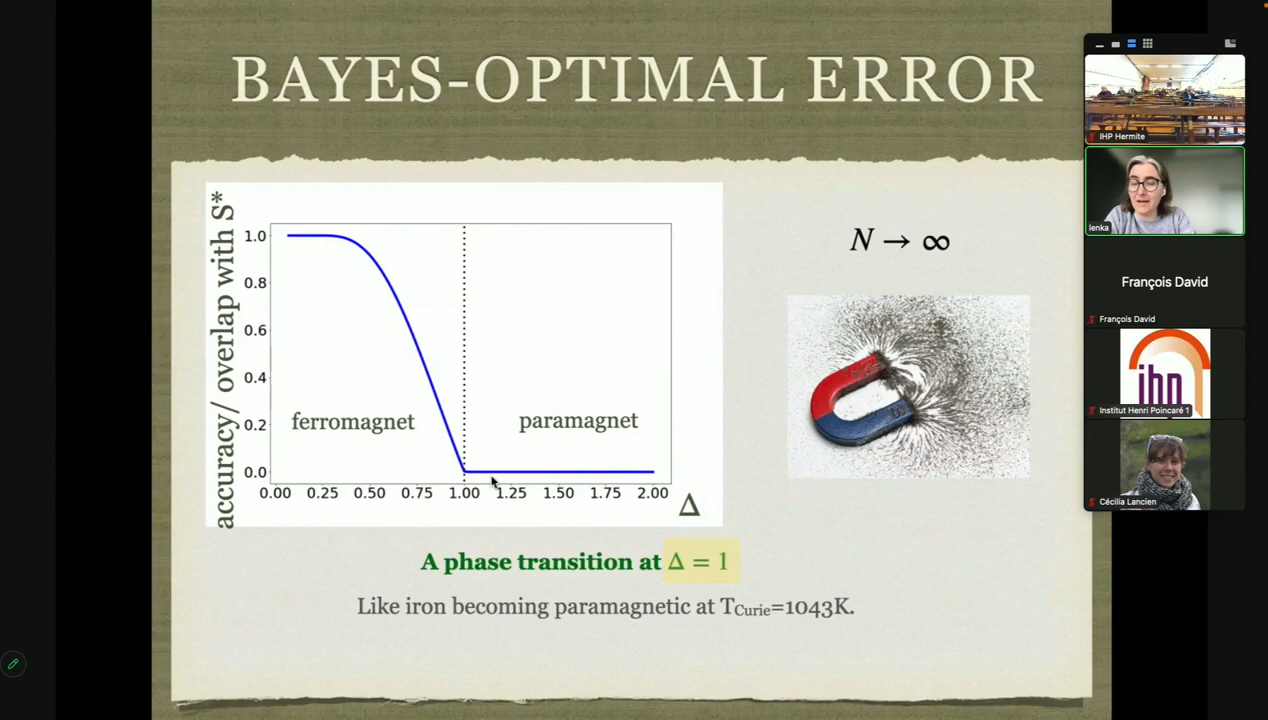 BAYES-OPTIMAL ERROR
accuracy/ overlap with S*
1.0
0.8
0.6
0.4
0.2
0.0
ferromagnet
paramagnet
0.00 0.25 0.50 0.75 1.00 1.25 1.50 1.75 2.00
Δ
N → ∞
A phase transition at Δ = 1
Like iron becoming paramagnetic at TCurie=1043K.
IHP Hermite
lenka
François David
François David
ihp
Institut Henri Poincaré 1
Cécilia Lancien